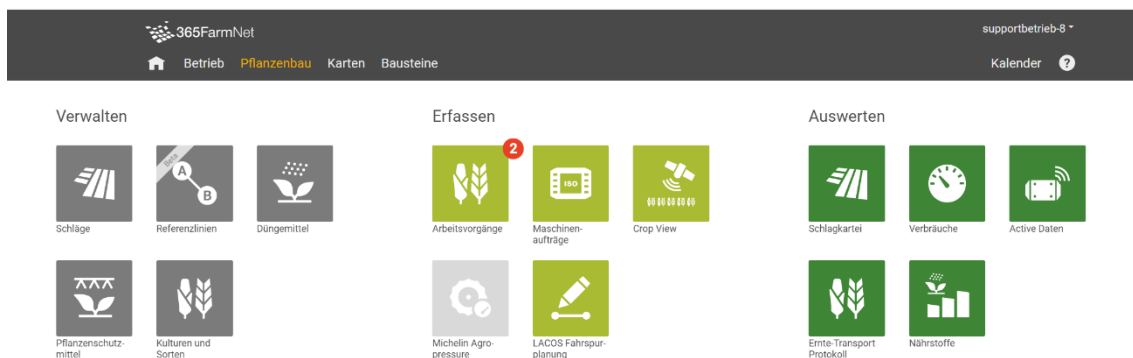 365FarmNet
supportbetrieb-8
Betrieb Pflanzenbau Karten Bausteine
Kalender ?
Verwalten
Erfassen
Auswerten
Beta
A
B
2
ISO
Schläge
Referenzlinien
Düngemittel
Arbeitsvorgänge
Maschinen-
aufträge
Crop View
Schlagkartei
Verbräuche
Active Daten
Pflanzenschutz-
mittel
Kulturen und
Sorten
Michelin Agro-
pressure
LACOS Fahrspur-
planung
Ernte-Transport
Protokoll
Nährstoffe